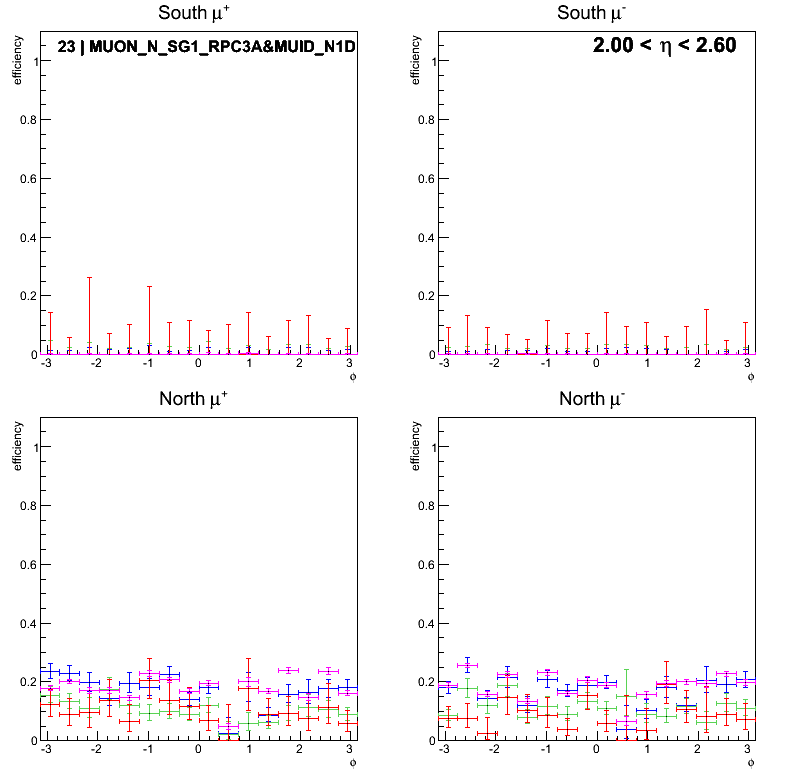 South μ+
South μ-
efficiency
23 | MUON_N_SG1_RPC3A&MUID_N1D
efficiency
2.00 < η < 2.60
1
0.8
0.6
0.4
0.2
0
-3 -2 -1 0 1 2 3
φ
1
0.8
0.6
0.4
0.2
0
-3 -2 -1 0 1 2 3
φ
North μ+
North μ-
efficiency
1
0.8
0.6
0.4
0.2
0
-3 -2 -1 0 1 2 3
φ
efficiency
1
0.8
0.6
0.4
0.2
0
-3 -2 -1 0 1 2 3
φ